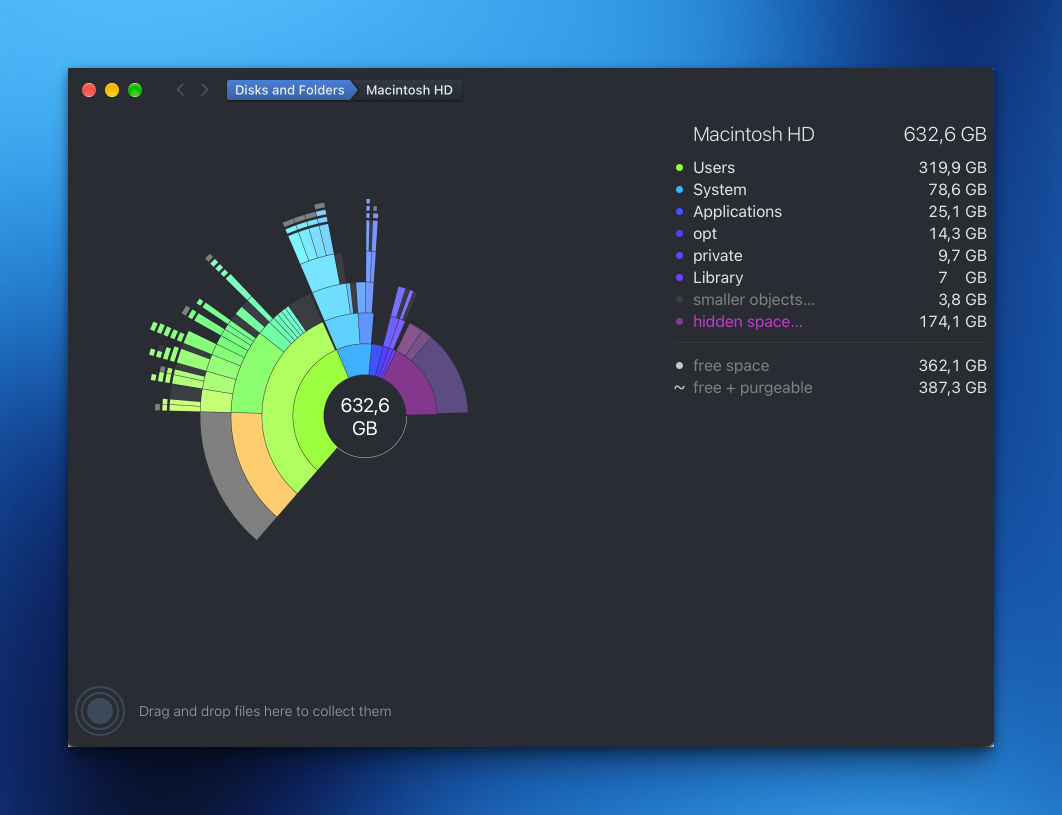 Disks and Folders Macintosh HD
Macintosh HD 632,6 GB
Users 319,9 GB
System 78,6 GB
Applications 25,1 GB
opt 14,3 GB
private 9,7 GB
Library 7 GB
smaller objects... 3,8 GB
hidden space... 174,1 GB
free space 362,1 GB
~ free + purgeable 387,3 GB
632,6
GB
Drag and drop files here to collect them